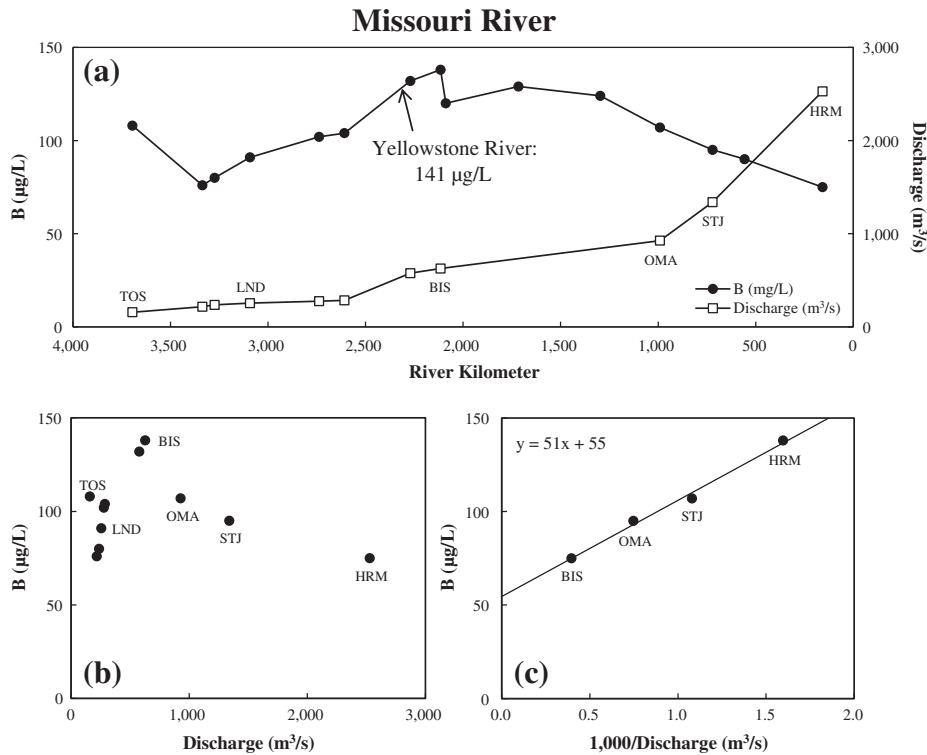 Missouri River
(a)
150
100
50
0
B (µg/L)
3,000
2,000
1,000
0
Discharge (m³/s)
HRM
Yellowstone River:
141 µg/L
STJ
OMA
BIS
LND
TOS
B (mg/L)
Discharge (m³/s)
4,000 3,500 3,000 2,500 2,000 1,500 1,000 500 0
River Kilometer
150
100
50
0
B (µg/L)
BIS
TOS
LND
OMA
STJ
HRM
(b)
0 1,000 2,000 3,000
Discharge (m³/s)
150
100
50
0
B (µg/L)
y = 51x + 55
HRM
STJ
OMA
BIS
(c)
0.0 0.5 1.0 1.5 2.0
1,000/Discharge (m³/s)